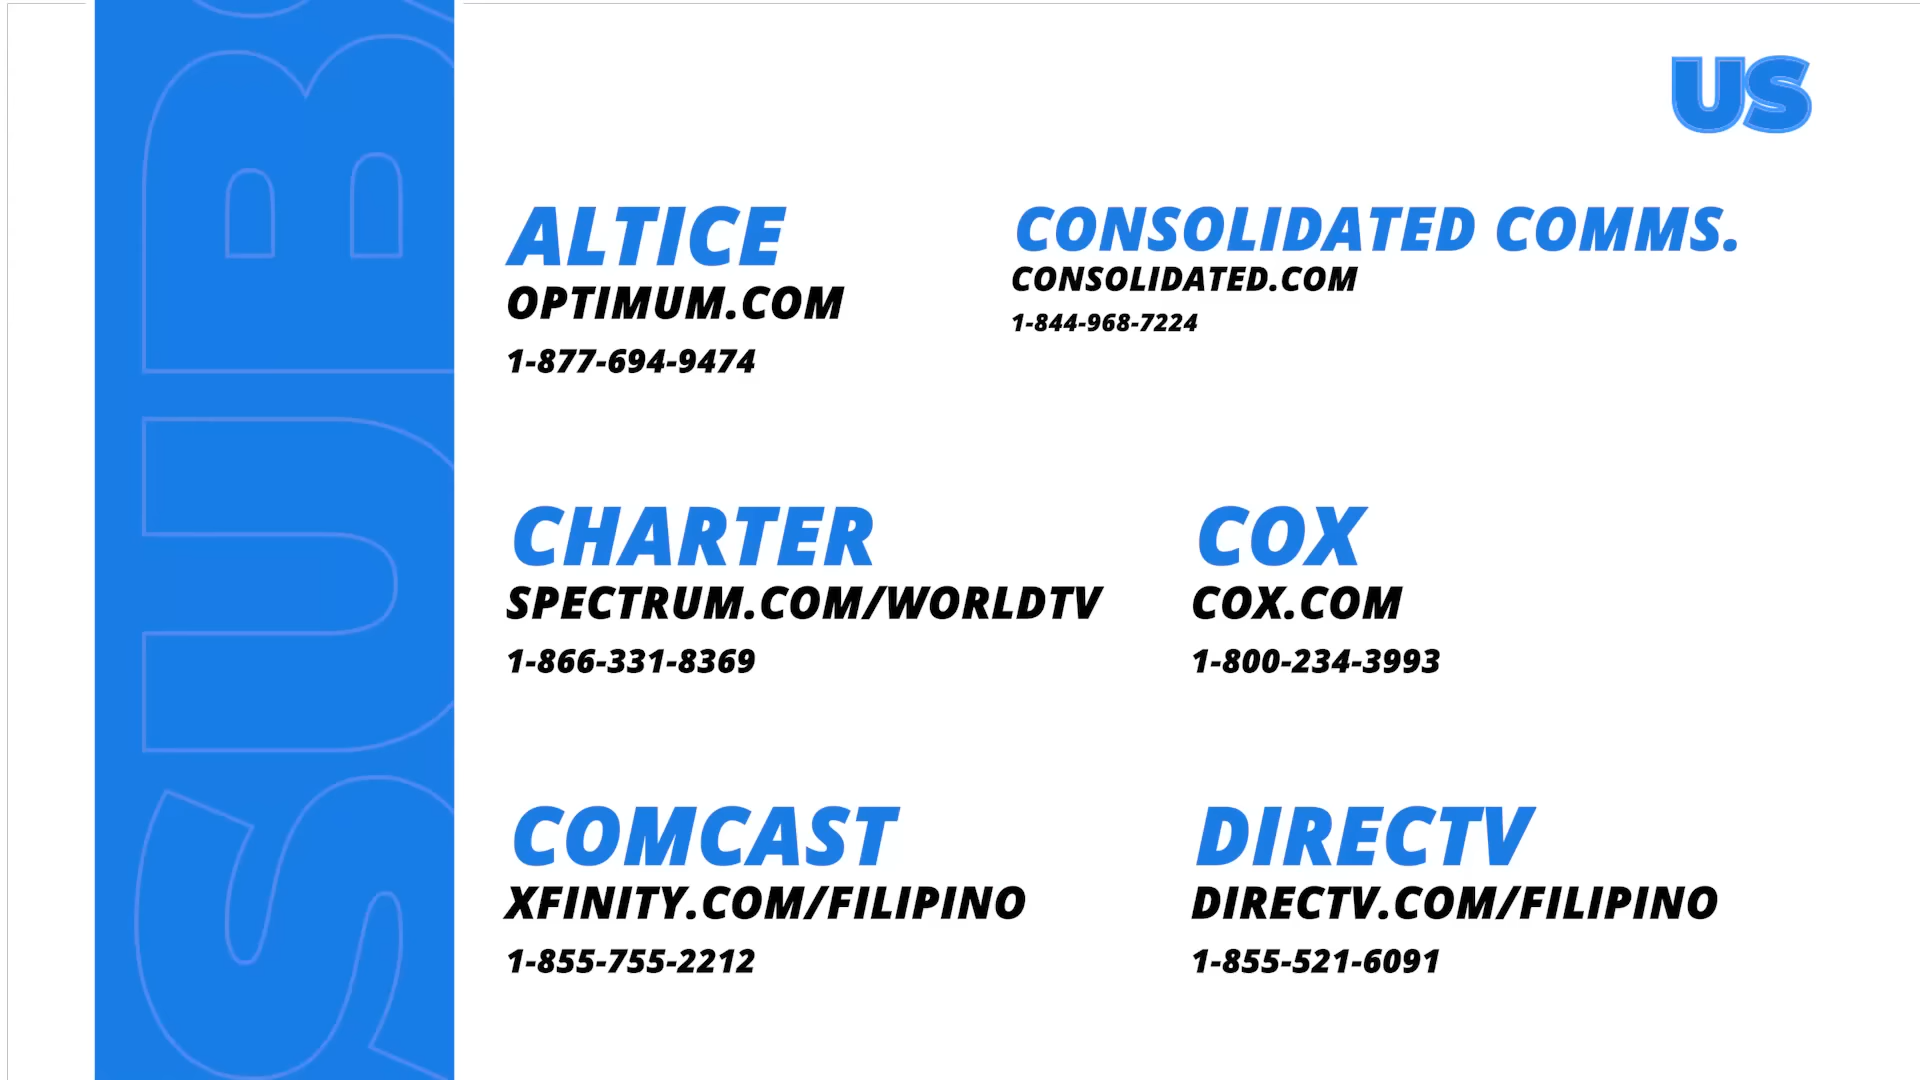 US
ALTICE
OPTIMUM.COM
1-877-694-9474
CONSOLIDATED COMMS.
CONSOLIDATED.COM
1-844-968-7224
CHARTER
SPECTRUM.COM/WORLDTV
1-866-331-8369
COX
COX.COM
1-800-234-3993
COMCAST
XFINITY.COM/FILIPINO
1-855-755-2212
DIRECTV
DIRECTV.COM/FILIPINO
1-855-521-6091